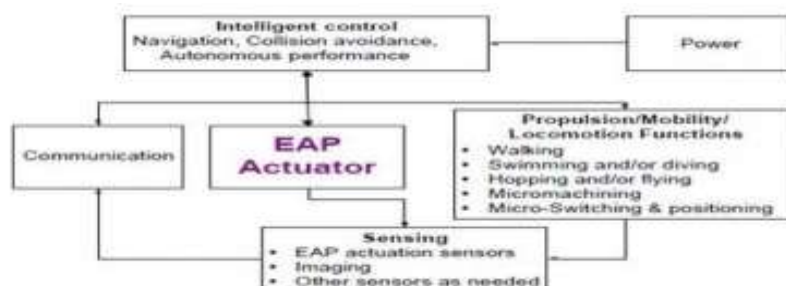 Intelligent control
Navigation, Collision avoidance,
Autonomous performance
Power
Communication
EAP
Actuator
Propulsion/Mobility/
Locomotion Functions
• Walking
• Swimming and/or diving
• Hopping and/or flying
• Micromachining
• Micro-Switching & positioning
Sensing
• EAP actuation sensors
• Imaging
• Other sensors as needed